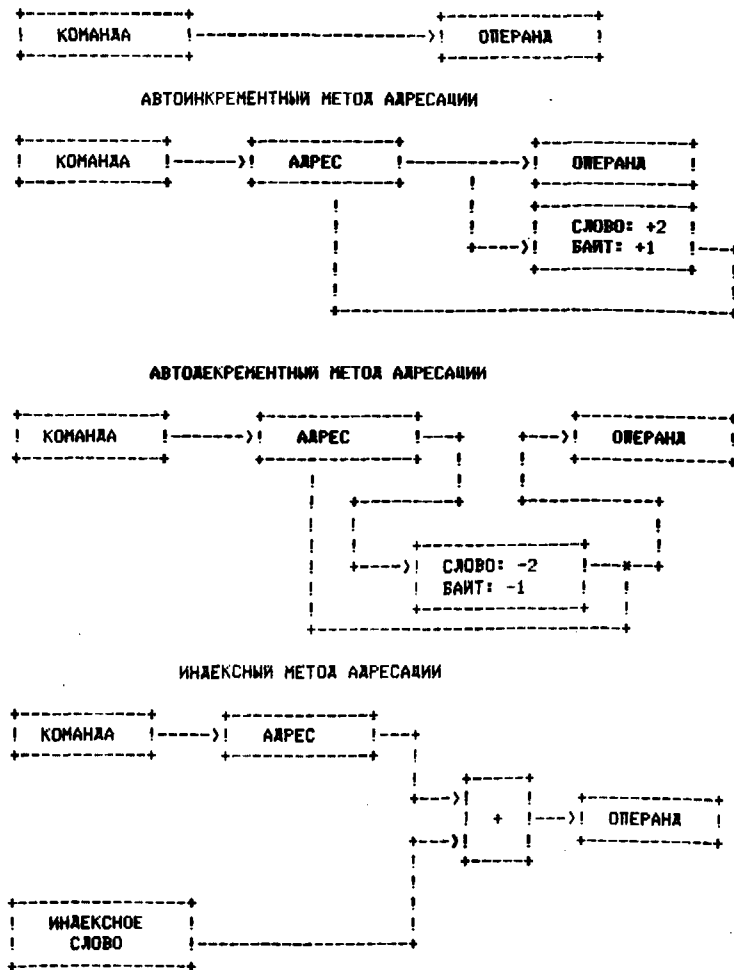 КОМАНДА ОПЕРАНД
АВТОИНКРЕМЕНТНЫЙ МЕТОД АДРЕСАЦИИ
КОМАНДА АДРЕС ОПЕРАНД
СЛОВО: +2
БАЙТ: +1
АВТОДЕКРЕМЕНТНЫЙ МЕТОД АДРЕСАЦИИ
КОМАНДА АДРЕС ОПЕРАНД
СЛОВО: -2
БАЙТ: -1
ИНДЕКСНЫЙ МЕТОД АДРЕСАЦИИ
КОМАНДА АДРЕС
+ ОПЕРАНД
ИНДЕКСНОЕ
СЛОВО